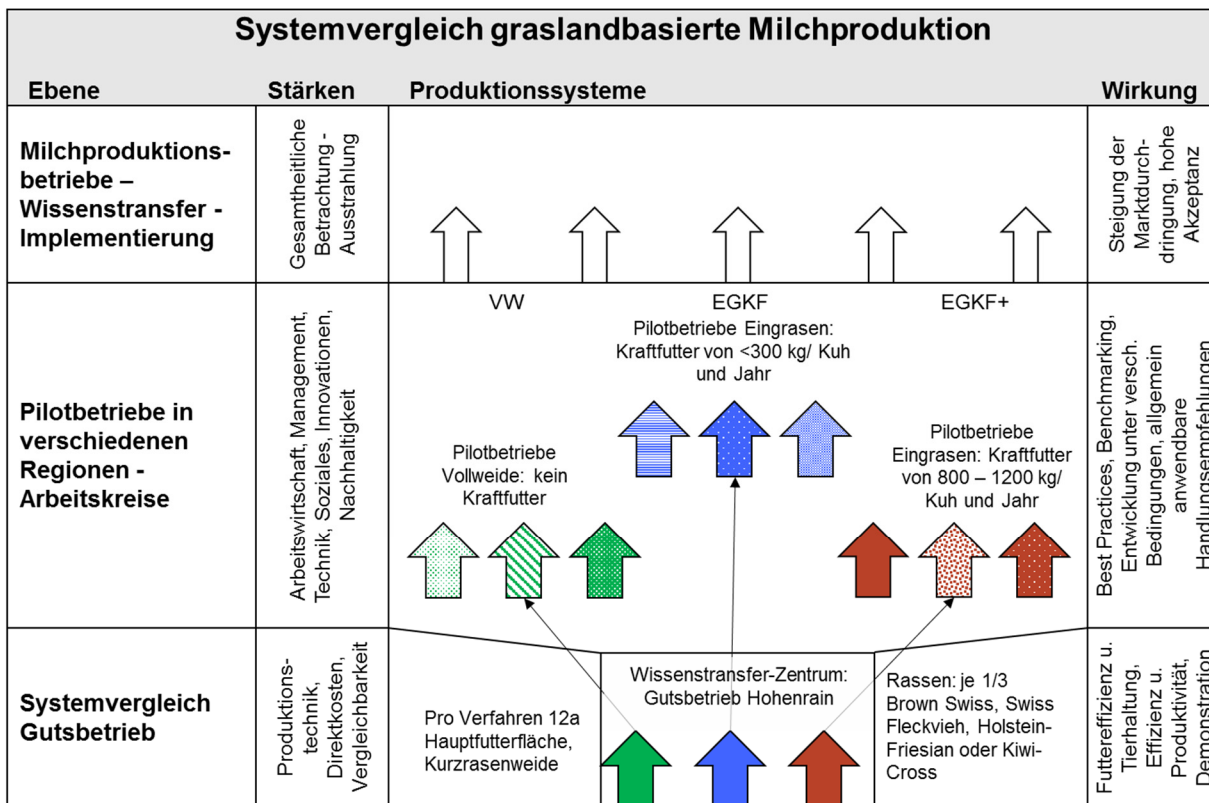 Systemvergleich graslandbasierte Milchproduktion
Ebene
Stärken
Produktionssysteme
Wirkung
Milchproduktions-
betriebe –
Wissenstransfer -
Implementierung
Gesamtheitliche
Betrachtung -
Ausstrahlung
Steigung der
Marktdurch-
dringung, hohe
Akzeptanz
Pilotbetriebe in
verschiedenen
Regionen -
Arbeitskreise
Arbeitswirtschaft, Management,
Technik, Soziales, Innovationen,
Nachhaltigkeit
VW
EGKF
EGKF+
Pilotbetriebe Eingrasen:
Kraftfutter von <300 kg/ Kuh
und Jahr
Pilotbetriebe
Vollweide: kein
Kraftfutter
Pilotbetriebe
Eingrasen: Kraftfutter
von 800 – 1200 kg/
Kuh und Jahr
Best Practices, Benchmarking,
Entwicklung unter versch.
Bedingungen, allgemein
anwendbare
Handlungsempfehlungen
Systemvergleich
Gutsbetrieb
Produktions-
technik,
Direktkosten,
Vergleichbarkeit
Pro Verfahren 12a
Hauptfutterfläche,
Kurzrasenweide
Wissenstransfer-Zentrum:
Gutsbetrieb Hohenrain
Rassen: je 1/3
Brown Swiss, Swiss
Fleckvieh, Holstein-
Friesian oder Kiwi-
Cross
Futtereffizienz u.
Tierhaltung,
Effizienz u.
Produktivität,
Demonstration